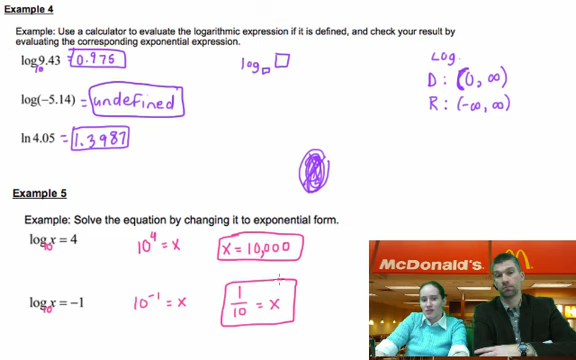 Example 4
Example: Use a calculator to evaluate the logarithmic expression if it is defined, and check your result by
evaluating the corresponding exponential expression.
log₁₀9.43 = 0.975
log(−5.14) = undefined
ln 4.05 = 1.3987
log□ □
Log
D: (0, ∞)
R: (-∞, ∞)
Example 5
Example: Solve the equation by changing it to exponential form.
log₁₀x = 4 10⁴ = x x = 10,000
log₁₀x = −1 10⁻¹ = x 1/10 = x
McDonald's